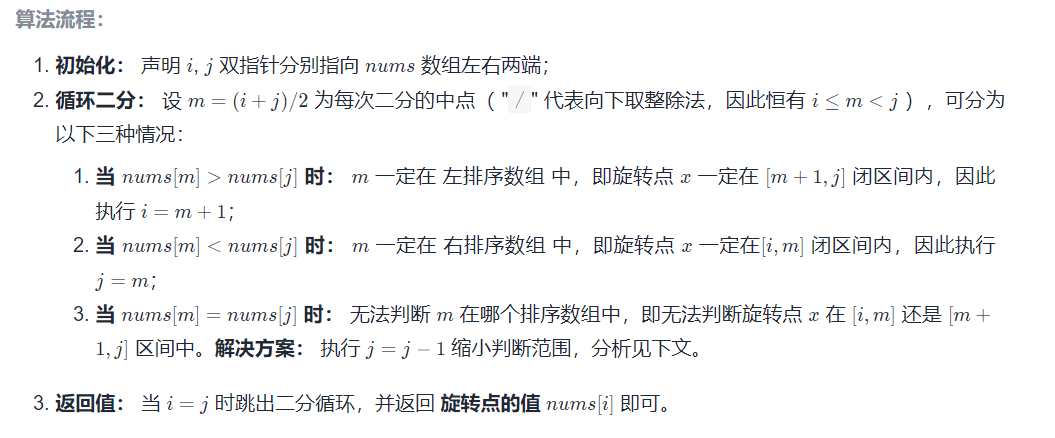 算法流程：
1. 初始化： 声明 i, j 双指针分别指向 nums 数组左右两端；
2. 循环二分： 设 m = (i + j)/2 为每次二分的中点（ "/" 代表向下取整除法，因此恒有 i ≤ m < j ），可分为
以下三种情况：
1. 当 nums[m] > nums[j] 时： m 一定在 左排序数组 中，即旋转点 x 一定在 [m + 1, j] 闭区间内，因此
执行 i = m + 1；
2. 当 nums[m] < nums[j] 时： m 一定在 右排序数组 中，即旋转点 x 一定在[i, m] 闭区间内，因此执行
j = m；
3. 当 nums[m] = nums[j] 时： 无法判断 m 在哪个排序数组中，即无法判断旋转点 x 在 [i, m] 还是 [m +
1, j] 区间中。解决方案： 执行 j = j − 1 缩小判断范围，分析见下文。
3. 返回值： 当 i = j 时跳出二分循环，并返回 旋转点的值 nums[i] 即可。